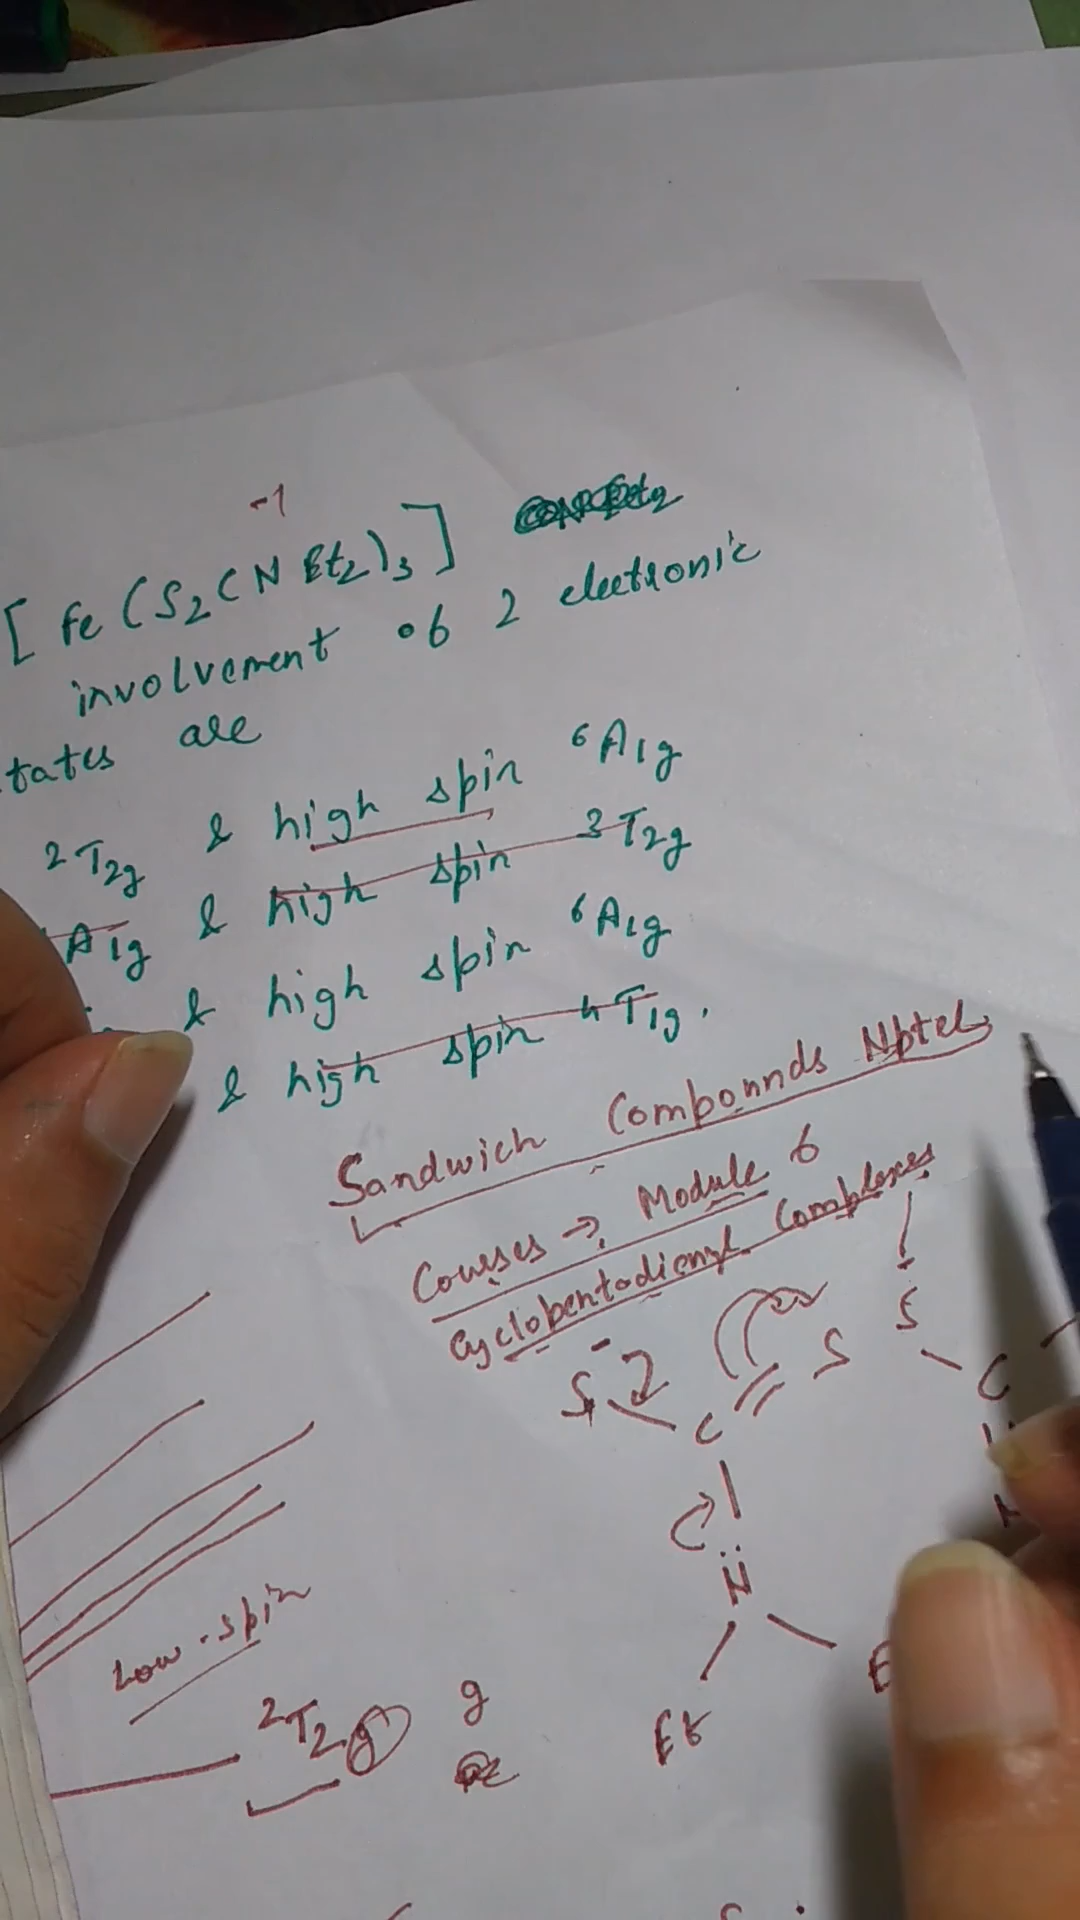 -1
[Fe(S2CNEt2)3]
involvement of 2 electronic
tates are
2T2g & high spin 6A1g
A1g & high spin 3T2g
& high spin 6A1g
& high spin 4T1g.
Sandwich Compounds Nptel
Courses → Module 6
Cyclopentadienyl Complexes
S S
S - C
C
N
N
Et E
Low-spin
2T2g g